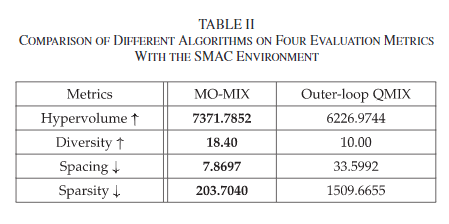 TABLE II
COMPARISON OF DIFFERENT ALGORITHMS ON FOUR EVALUATION METRICS
WITH THE SMAC ENVIRONMENT
Metrics MO-MIX Outer-loop QMIX
Hypervolume ↑ 7371.7852 6226.9744
Diversity ↑ 18.40 10.00
Spacing ↓ 7.8697 33.5992
Sparsity ↓ 203.7040 1509.6655